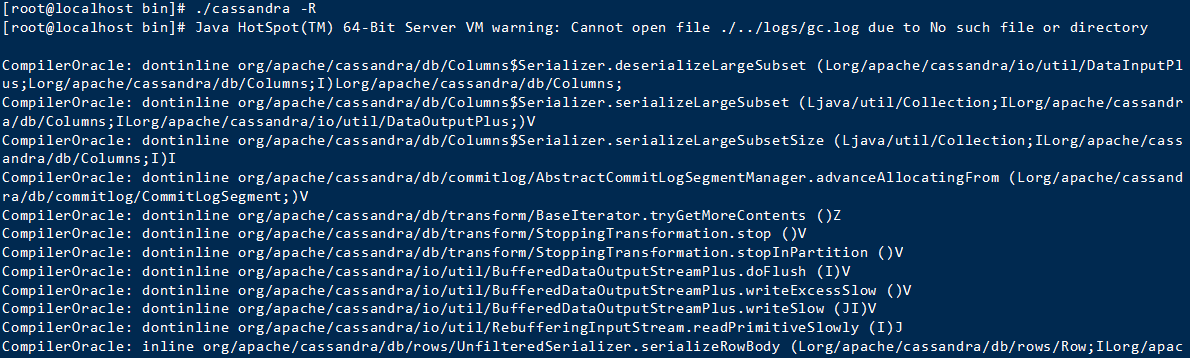 [root@localhost bin]# ./cassandra -R
[root@localhost bin]# Java HotSpot(TM) 64-Bit Server VM warning: Cannot open file ./../logs/gc.log due to No such file or directory
CompilerOracle: dontinline org/apache/cassandra/db/Columns$Serializer.deserializeLargeSubset (Lorg/apache/cassandra/io/util/DataInputPl
us;Lorg/apache/cassandra/db/Columns;I)Lorg/apache/cassandra/db/Columns;
CompilerOracle: dontinline org/apache/cassandra/db/Columns$Serializer.serializeLargeSubset (Ljava/util/Collection;ILorg/apache/cassandr
a/db/Columns;ILorg/apache/cassandra/io/util/DataOutputPlus;)V
CompilerOracle: dontinline org/apache/cassandra/db/Columns$Serializer.serializeLargeSubsetSize (Ljava/util/Collection;ILorg/apache/cass
andra/db/Columns;I)I
CompilerOracle: dontinline org/apache/cassandra/db/commitlog/AbstractCommitLogSegmentManager.advanceAllocatingFrom (Lorg/apache/cassand
ra/db/commitlog/CommitLogSegment;)V
CompilerOracle: dontinline org/apache/cassandra/db/transform/BaseIterator.tryGetMoreContents ()Z
CompilerOracle: dontinline org/apache/cassandra/db/transform/StoppingTransformation.stop ()V
CompilerOracle: dontinline org/apache/cassandra/db/transform/StoppingTransformation.stopInPartition ()V
CompilerOracle: dontinline org/apache/cassandra/io/util/BufferedDataOutputStreamPlus.doFlush (I)V
CompilerOracle: dontinline org/apache/cassandra/io/util/BufferedDataOutputStreamPlus.writeExcessSlow ()V
CompilerOracle: dontinline org/apache/cassandra/io/util/BufferedDataOutputStreamPlus.writeSlow (JI)V
CompilerOracle: dontinline org/apache/cassandra/io/util/RebufferingInputStream.readPrimitiveSlowly (I)J
CompilerOracle: inline org/apache/cassandra/db/rows/UnfilteredSerializer.serializeRowBody (Lorg/apache/cassandra/db/rows/Row;ILorg/apac